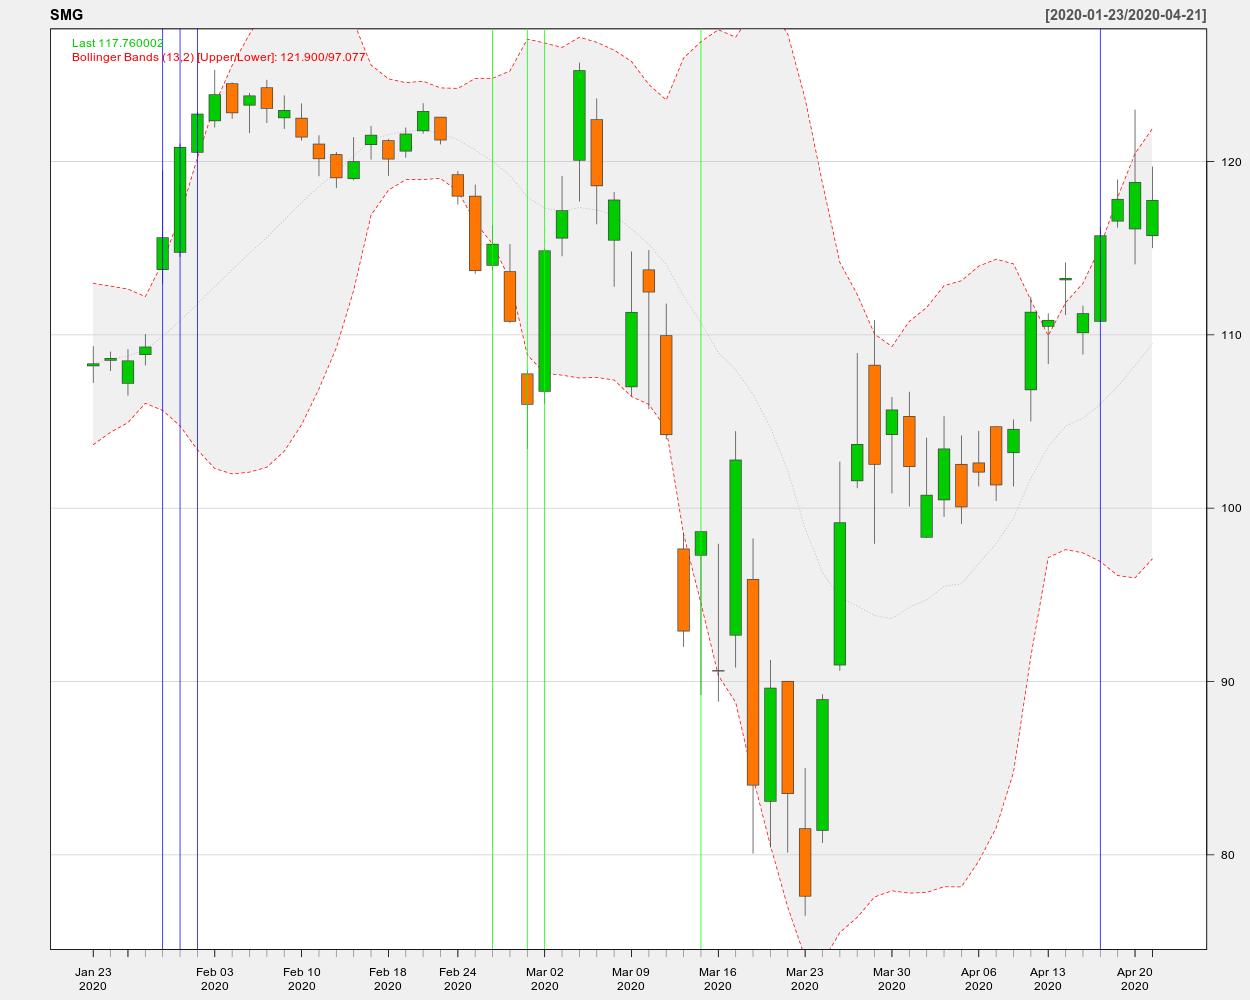 SMG
[2020-01-23/2020-04-21]
Last 117.760002
Bollinger Bands (13,2) [Upper/Lower]: 121.900/97.077
120
110
100
90
80
Jan 23 Feb 03 Feb 10 Feb 18 Feb 24 Mar 02 Mar 09 Mar 16 Mar 23 Mar 30 Apr 06 Apr 13 Apr 20
2020 2020 2020 2020 2020 2020 2020 2020 2020 2020 2020 2020 2020